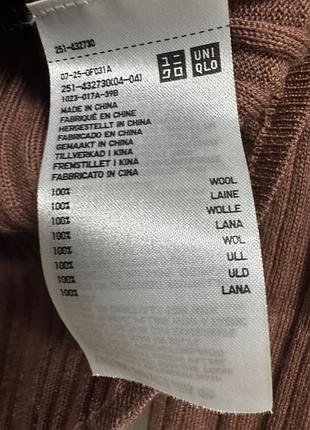 251-432730
ユニ
クロ
UNI
QLO
07-25-0F031A
251-432730(04-04)
1023-017A-39B
MADE IN CHINA
FABRIQUÉ EN CHINE
HERGESTELLT IN CHINA
FABRICADO EN CHINA
GEMAAKT IN CHINA
TILLVERKAD I KINA
FREMSTILLET I KINA
FABBRICATO IN CINA
100% WOOL
100% LAINE
100% WOLLE
100% LANA
100% WOL
100% ULL
100% ULD
100% LANA